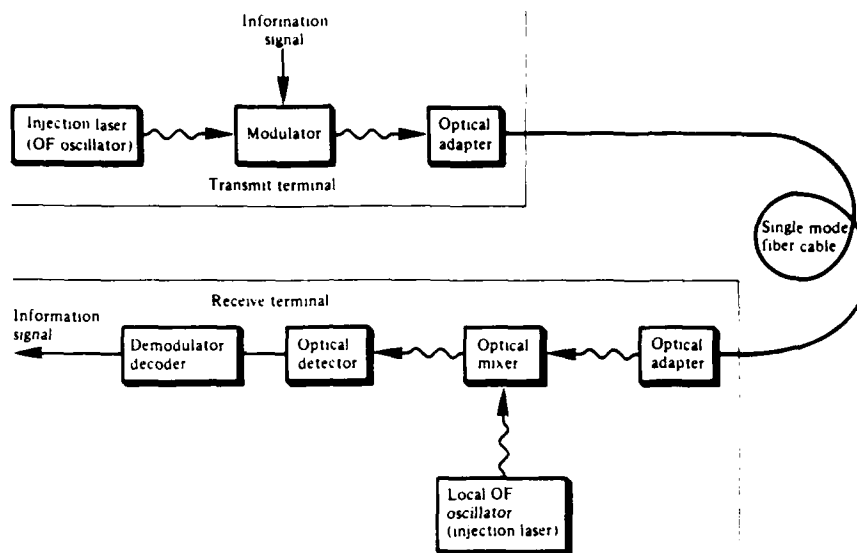 Information
signal
Injection laser
(OF oscillator)
Modulator
Optical
adapter
Transmit terminal
Single mode
fiber cable
Receive terminal
Information
signal
Demodulator
decoder
Optical
detector
Optical
mixer
Optical
adapter
Local OF
oscillator
(injection laser)